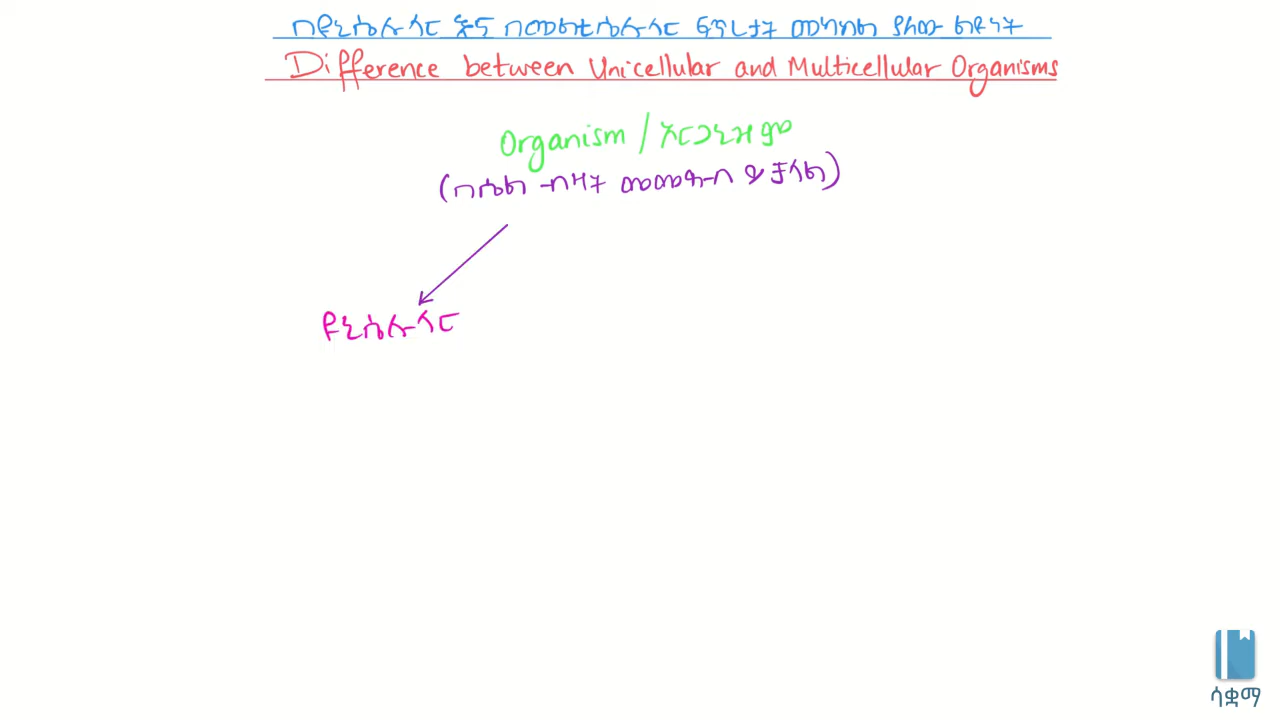 በዩኒሴሉላር እና በመልቲሴሉላር ፍጥረታት መካከል ያለው ልዩነት
Difference between Unicellular and Multicellular Organisms
Organism / ኦርጋኒዝም
(በሴል ብዛት መመደብ ይቻላል)
ዩኒሴሉላር
ሳቋማ